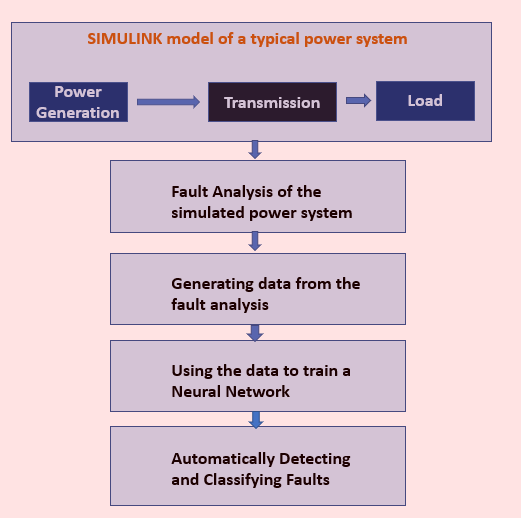 SIMULINK model of a typical power system
Power
Generation
Transmission
Load
Fault Analysis of the
simulated power system
Generating data from the
fault analysis
Using the data to train a
Neural Network
Automatically Detecting
and Classifying Faults